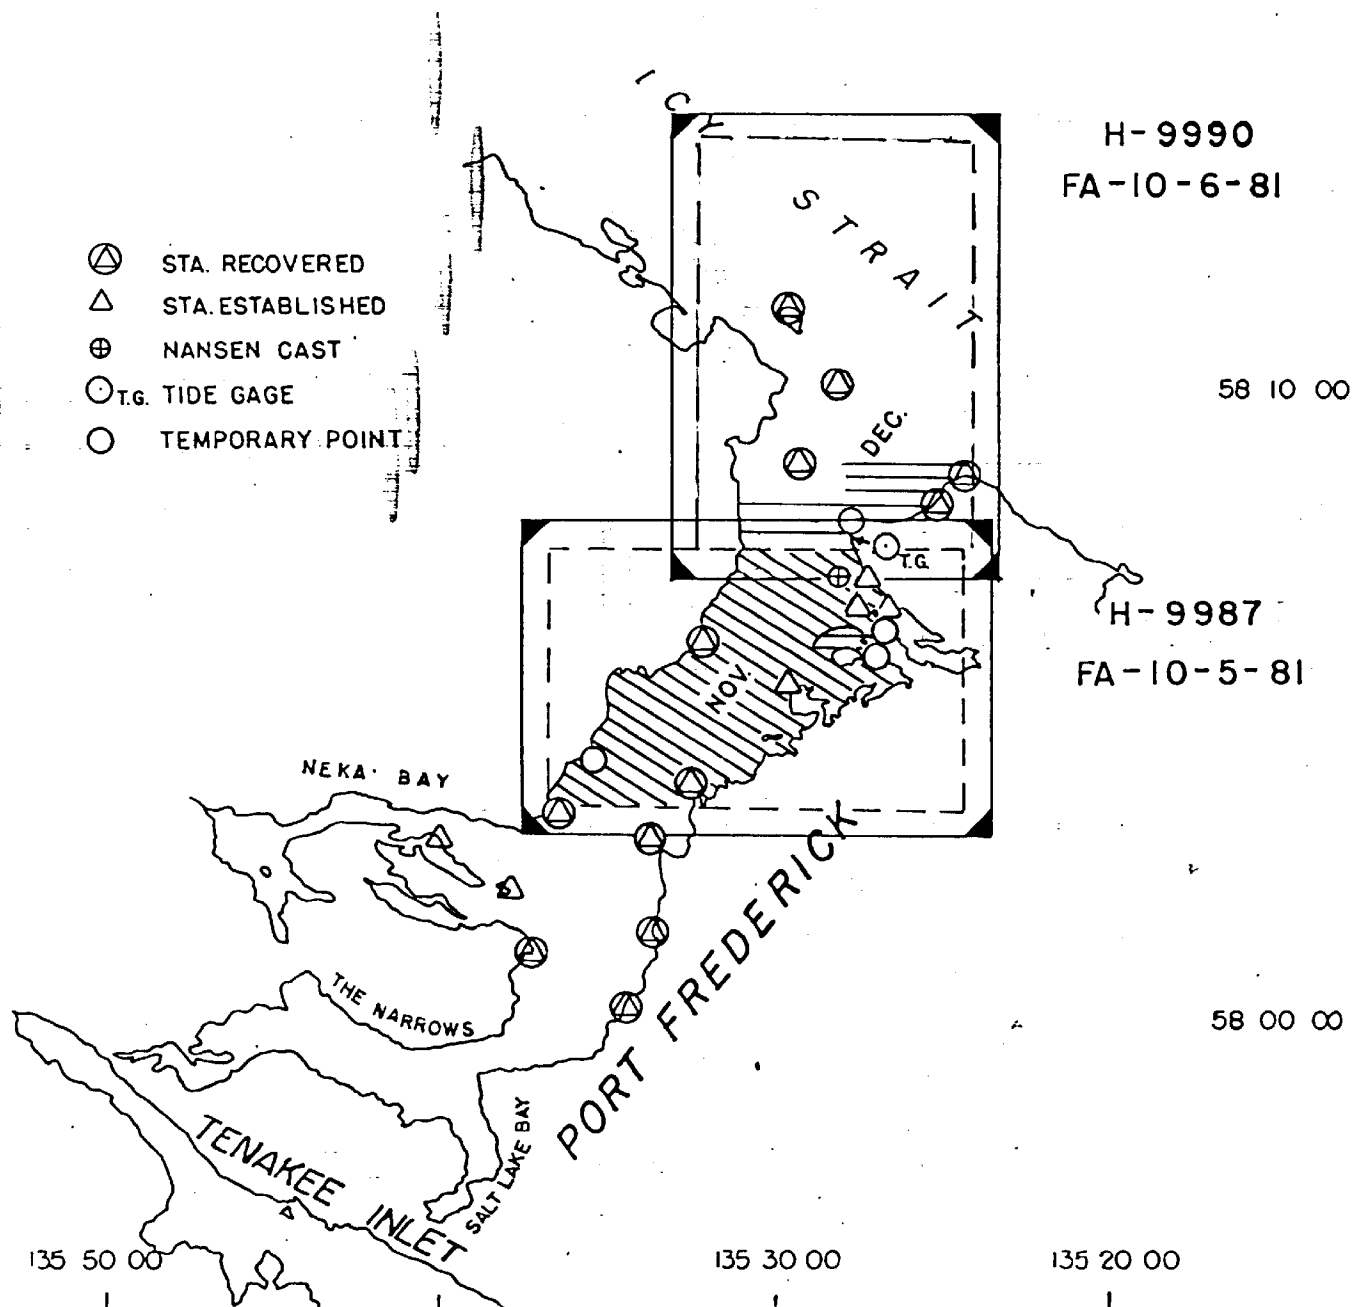 ICY
STRAIT
H-9990
FA-10-6-81
STA. RECOVERED
STA. ESTABLISHED
NANSEN CAST
T.G. TIDE GAGE
TEMPORARY POINT
58 10 00
DEC.
T.G.
H-9987
FA-10-5-81
NOV.
NEKA BAY
PORT FREDERICK
THE NARROWS
58 00 00
SALT LAKE BAY
TENAKEE INLET
135 50 00
135 30 00
135 20 00